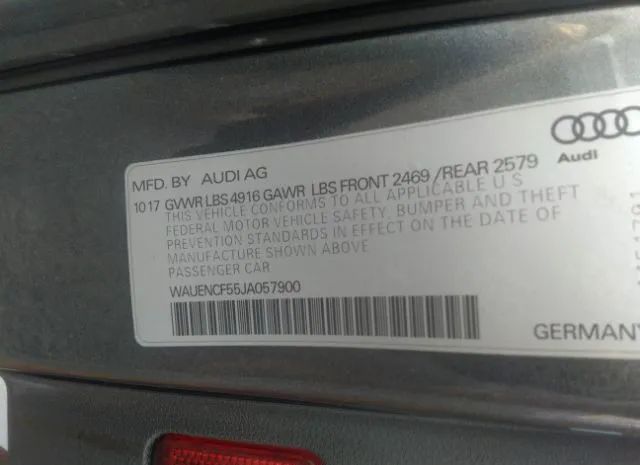 MFD. BY AUDI AG
10 17 GVWR LBS 4916 GAWR LBS FRONT 2469 / REAR 2579
THIS VEHICLE CONFORMS TO ALL APPLICABLE U S
FEDERAL MOTOR VEHICLE SAFETY, BUMPER AND THEFT
PREVENTION STANDARDS IN EFFECT ON THE DATE OF
MANUFACTURE SHOWN ABOVE
PASSENGER CAR
WAUENCF55JA057900
Audi
GERMANY